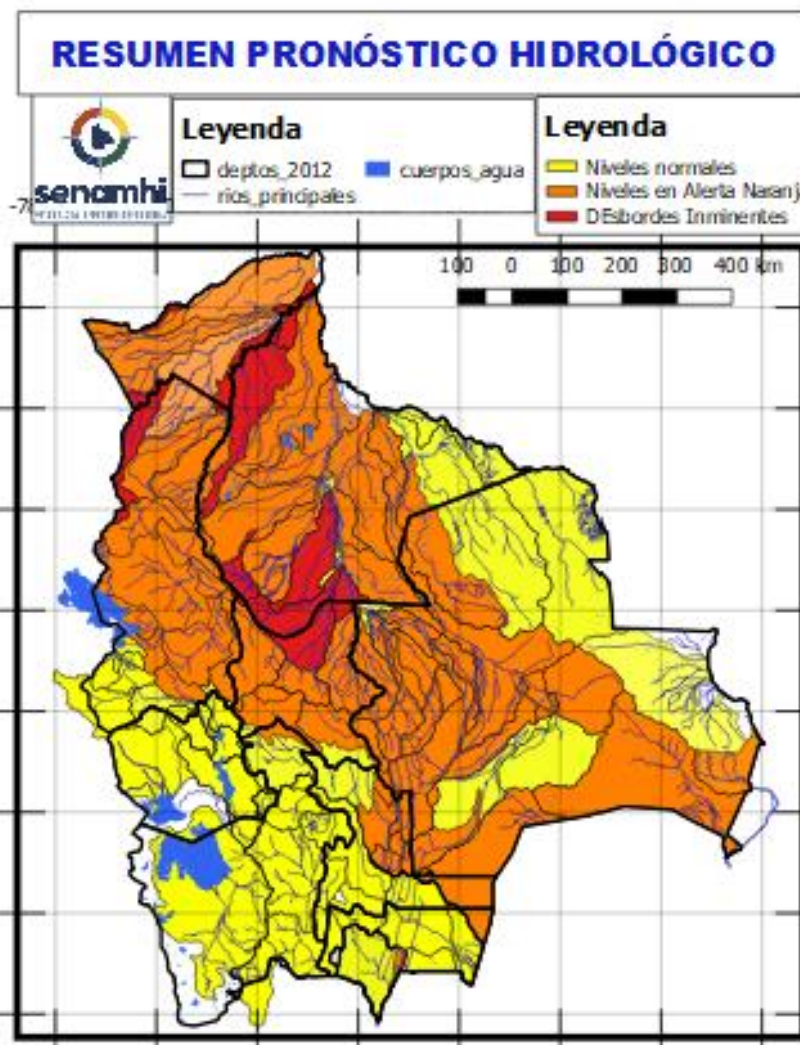 RESUMEN PRONÓSTICO HIDROLÓGICO
senamhi
Leyenda
deptos_2012
cuerpos_agua
rios_principales
Leyenda
Niveles normales
Niveles en Alerta Naranj
DEsbordes Inminentes
100 0 100 200 300 400 km